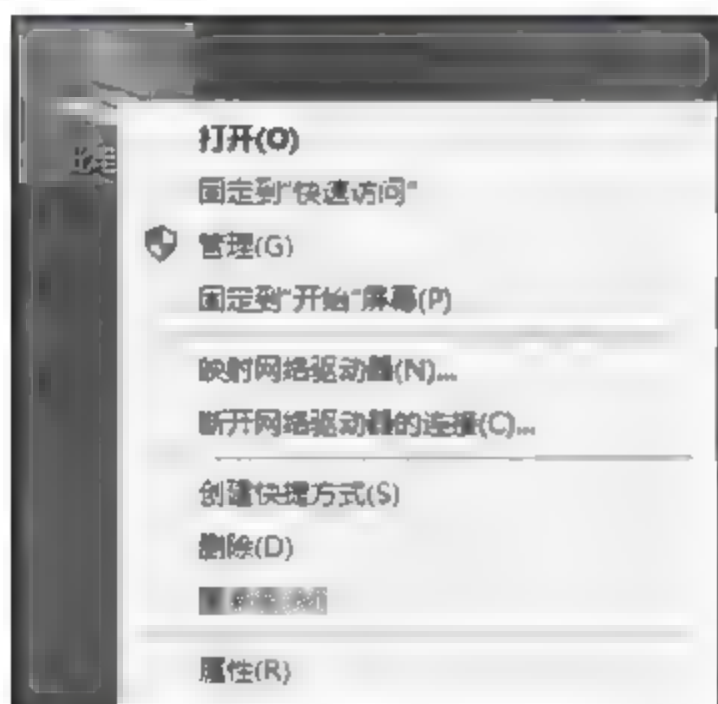 打开(O)
固定到"快速访问"
管理(G)
固定到"开始"屏幕(P)
映射网络驱动器(N)...
断开网络驱动器的连接(C)...
创建快捷方式(S)
删除(D)
属性(R)